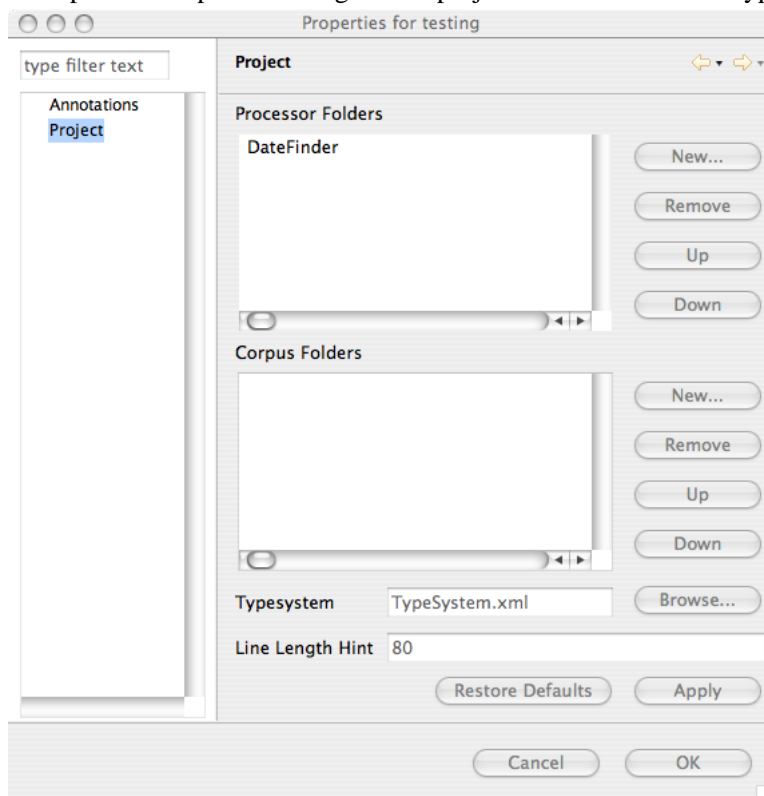 Properties for testing
type filter text
Project
Annotations
Project
Processor Folders
DateFinder
New...
Remove
Up
Down
Corpus Folders
New...
Remove
Up
Down
Typesystem TypeSystem.xml Browse...
Line Length Hint 80
Restore Defaults Apply
Cancel OK